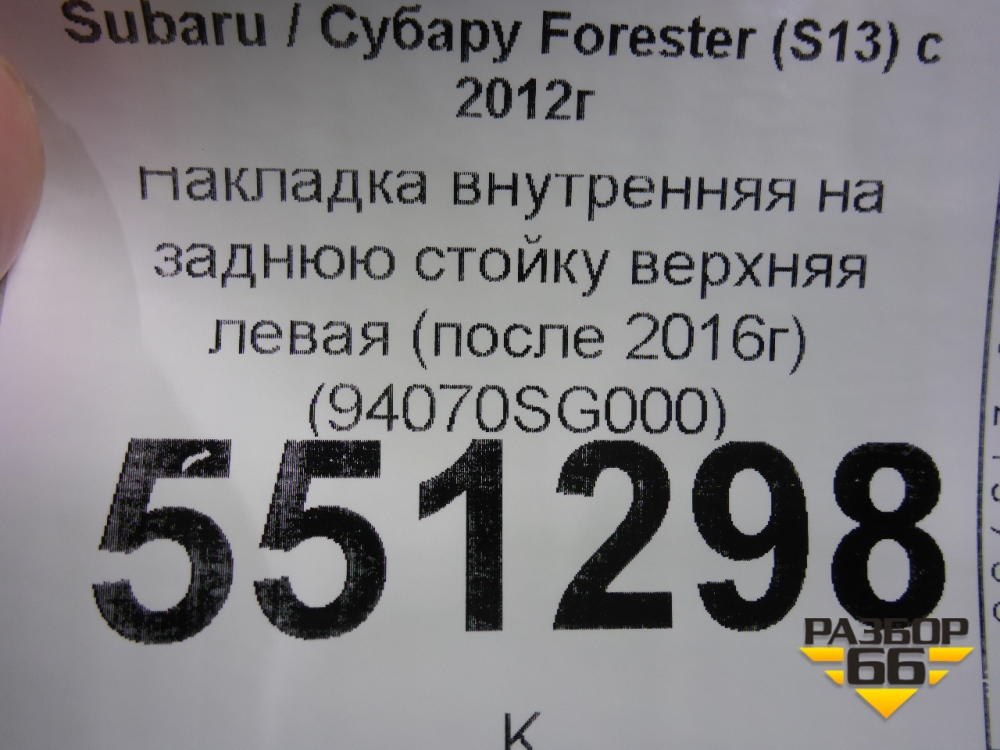 Subaru / Субару Forester (S13) с
2012г
Накладка внутренняя на
заднюю стойку верхняя
левая (после 2016г)
(94070SG000)
551298
К
РАЗБОР
66